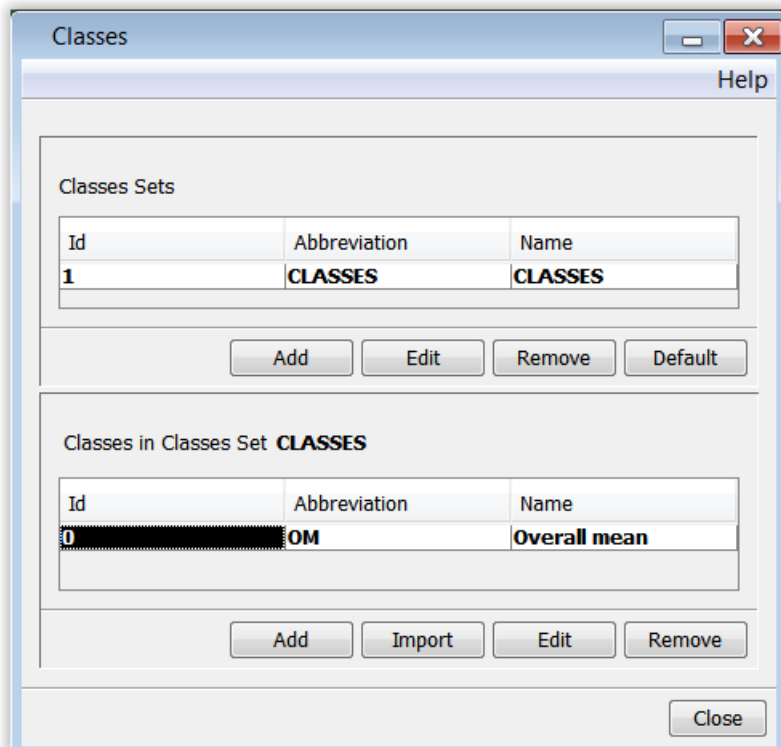 Classes
Help
Classes Sets
Id Abbreviation Name
1 CLASSES CLASSES
Add Edit Remove Default
Classes in Classes Set CLASSES
Id Abbreviation Name
0 OM Overall mean
Add Import Edit Remove
Close